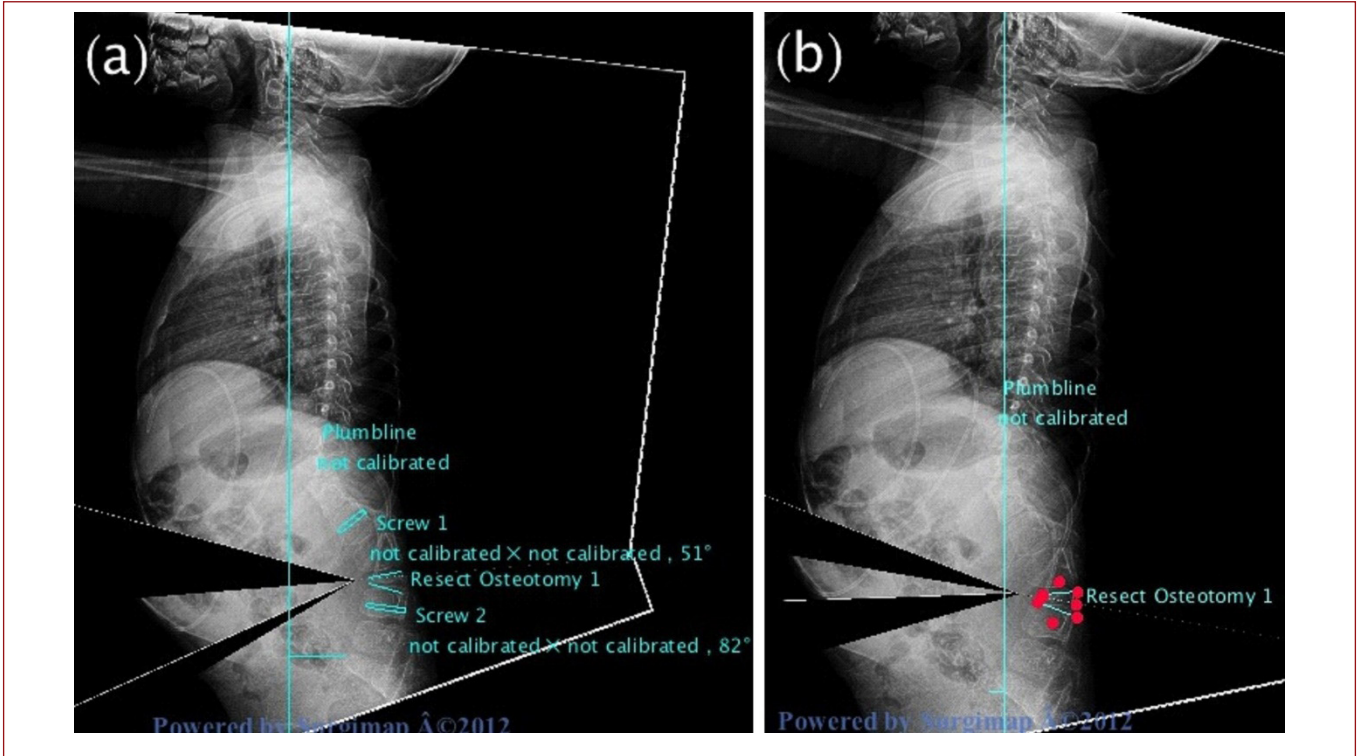 (a)
Plumbline
not calibrated
Screw 1
not calibrated × not calibrated , 51°
Resect Osteotomy 1
Screw 2
not calibrated × not calibrated , 82°
Powered by Surgimap Â©2012
(b)
Plumbline
not calibrated
Resect Osteotomy 1
Powered by Surgimap Â©2012